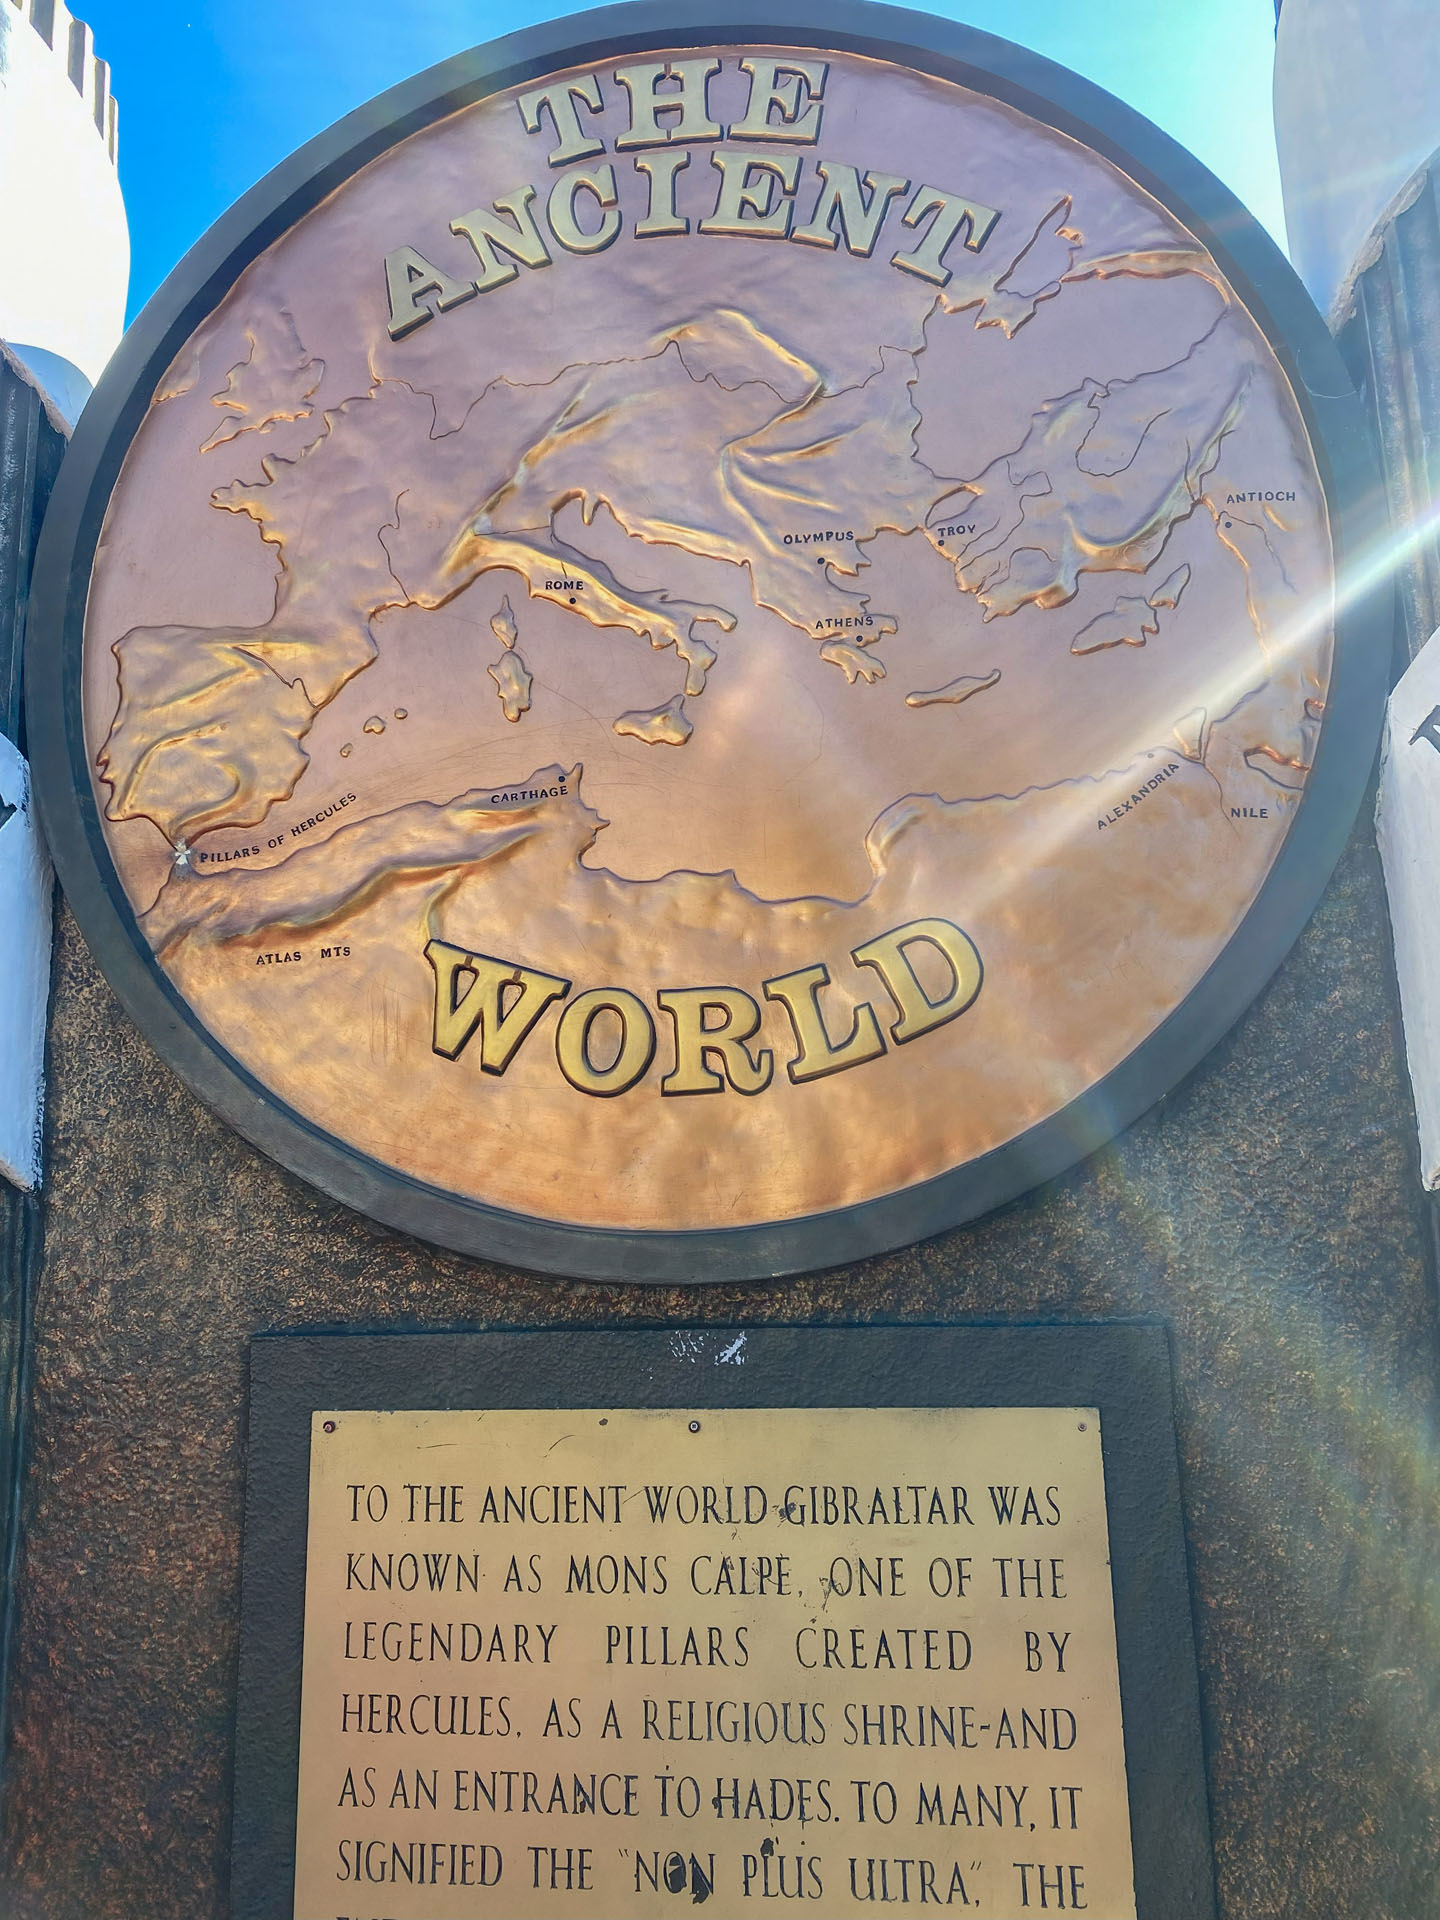 THE
ANCIENT
ANTIOCH
OLYMPUS
TROY
ROME
ATHENS
CARTHAGE
PILLARS OF HERCULES
ALEXANDRIA
NILE
ATLAS MTS
WORLD
TO THE ANCIENT WORLD GIBRALTAR WAS
KNOWN AS MONS CALPE, ONE OF THE
LEGENDARY PILLARS CREATED BY
HERCULES, AS A RELIGIOUS SHRINE-AND
AS AN ENTRANCE TO HADES. TO MANY, IT
SIGNIFIED THE "NON PLUS ULTRA", THE